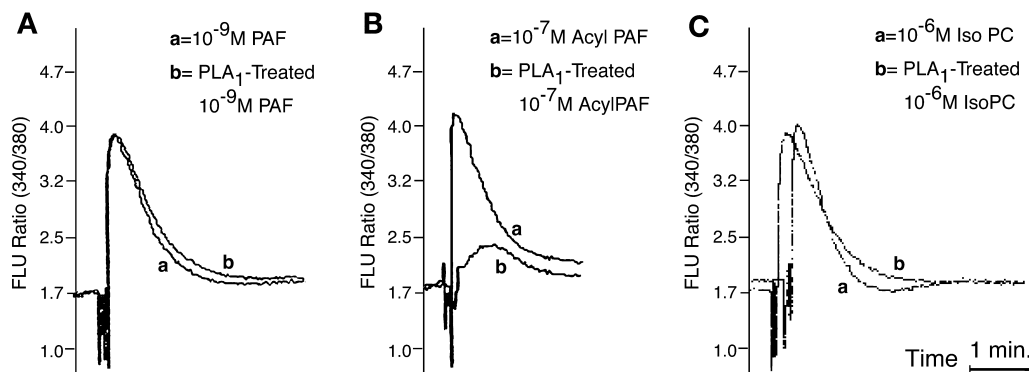 A
a=10⁻⁹M PAF
b= PLA₁-Treated
10⁻⁹M PAF
FLU Ratio (340/380)
4.7
4.0
3.2
2.5
1.7
1.0
a
b
B
a=10⁻⁷M Acyl PAF
b= PLA₁-Treated
10⁻⁷M AcylPAF
FLU Ratio (340/380)
4.7
4.0
3.2
2.5
1.7
1.0
a
b
C
a=10⁻⁶M Iso PC
b= PLA₁-Treated
10⁻⁶M IsoPC
FLU Ratio (340/380)
4.7
4.0
3.2
2.5
1.7
1.0
b
a
Time 1 min.